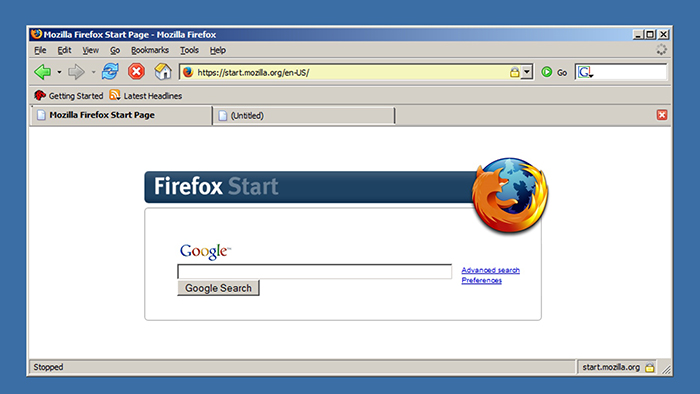 Mozilla Firefox Start Page - Mozilla Firefox
File Edit View Go Bookmarks Tools Help
https://start.mozilla.org/en-US/ Go G
Getting Started Latest Headlines
Mozilla Firefox Start Page (Untitled)
Firefox Start
Google™
Advanced search
Preferences
Google Search
Stopped start.mozilla.org